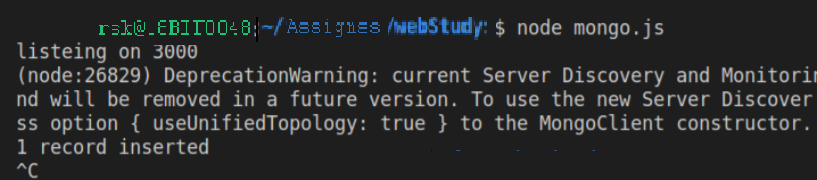 rsk@LEBIT0048:~/Assignes/webStudy:$ node mongo.js
listeing on 3000
(node:26829) DeprecationWarning: current Server Discovery and Monitorin
nd will be removed in a future version. To use the new Server Discover
ss option { useUnifiedTopology: true } to the MongoClient constructor.
1 record inserted
^C